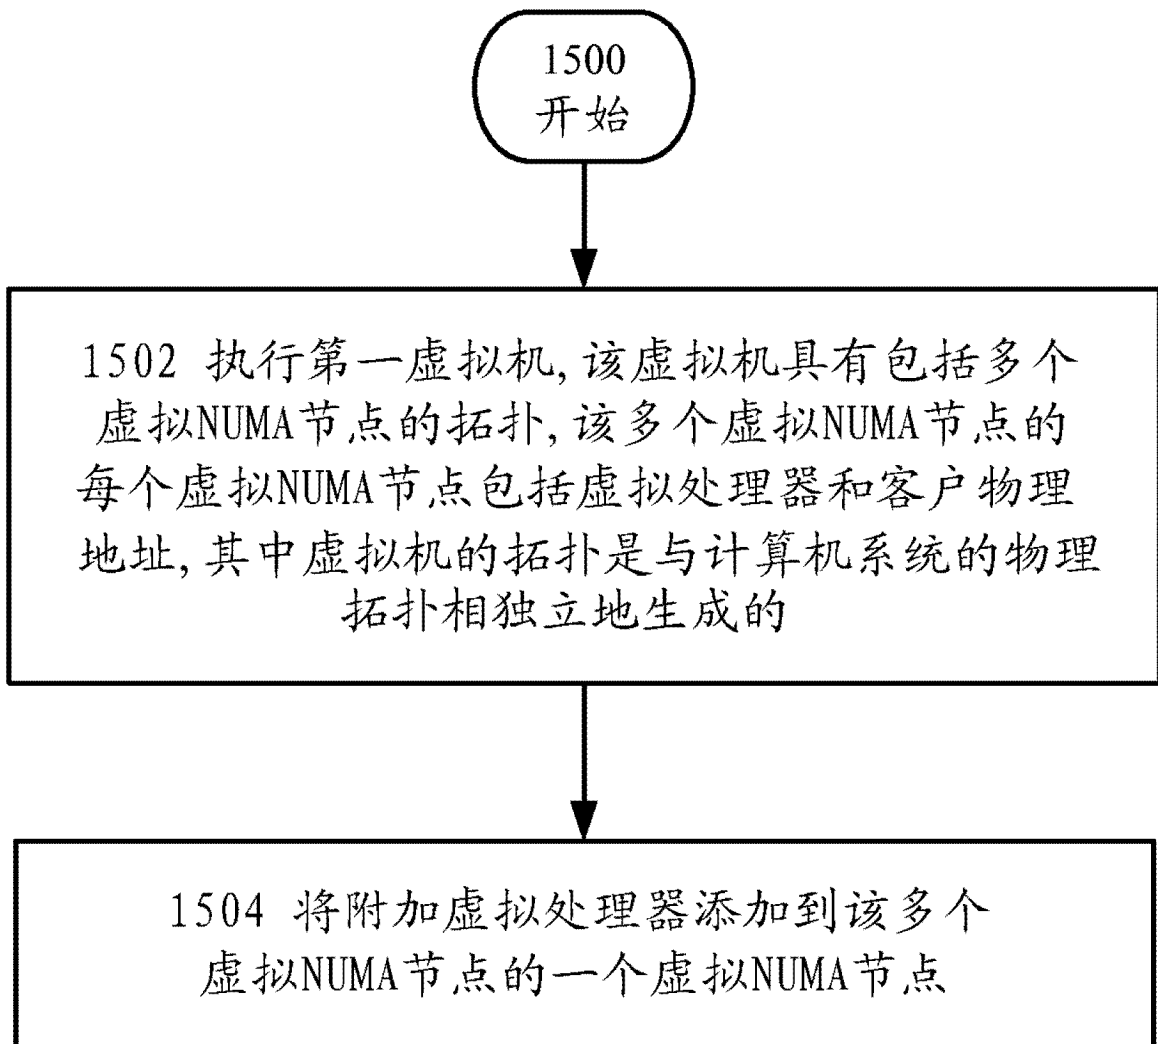 1500
开始
1502 执行第一虚拟机,该虚拟机具有包括多个
虚拟NUMA节点的拓扑,该多个虚拟NUMA节点的
每个虚拟NUMA节点包括虚拟处理器和客户物理
地址,其中虚拟机的拓扑是与计算机系统的物理
拓扑相独立地生成的
1504 将附加虚拟处理器添加到该多个
虚拟NUMA节点的一个虚拟NUMA节点